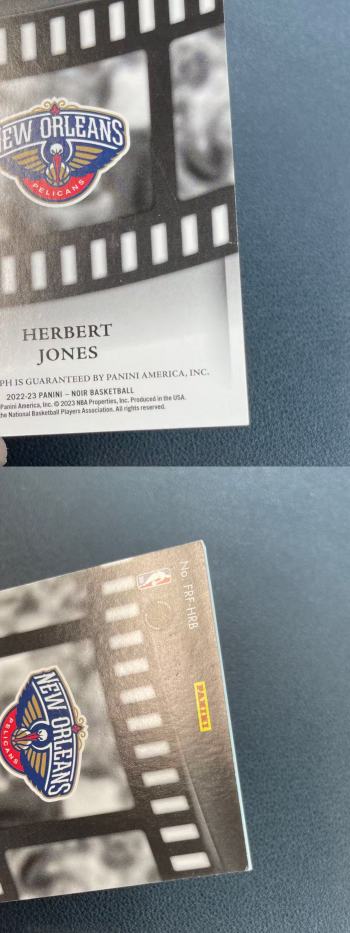 NEW ORLEANS
PELICANS
HERBERT
JONES
PH IS GUARANTEED BY PANINI AMERICA, INC.
2022-23 PANINI – NOIR BASKETBALL
Panini America, Inc. © 2023 NBA Properties, Inc. Produced in the USA.
the National Basketball Players Association. All rights reserved.
No. FRF-HRB
PANINI
NEW ORLEANS
PELICANS